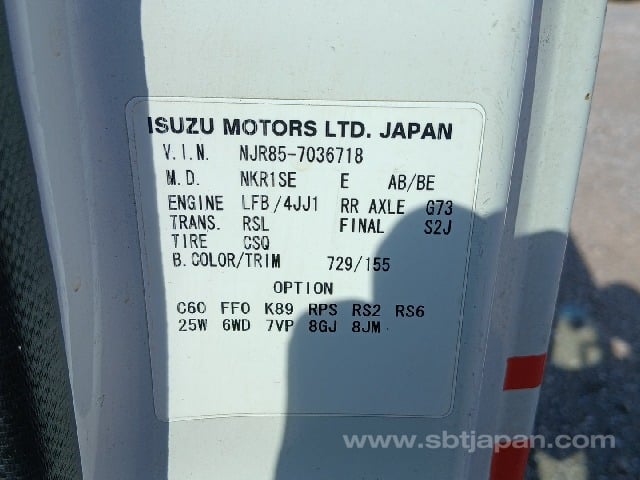 ISUZU MOTORS LTD. JAPAN
V.I.N. NJR85-7036718
M.D. NKR1SE E AB/BE
ENGINE LFB/4JJ1 RR AXLE G73
TRANS. RSL FINAL S2J
TIRE CSQ
B.COLOR/TRIM 729/155
OPTION
C60 FF0 K89 RPS RS2 RS6
25W 6WD 7VP 8GJ 8JM
www.sbtjapan.com